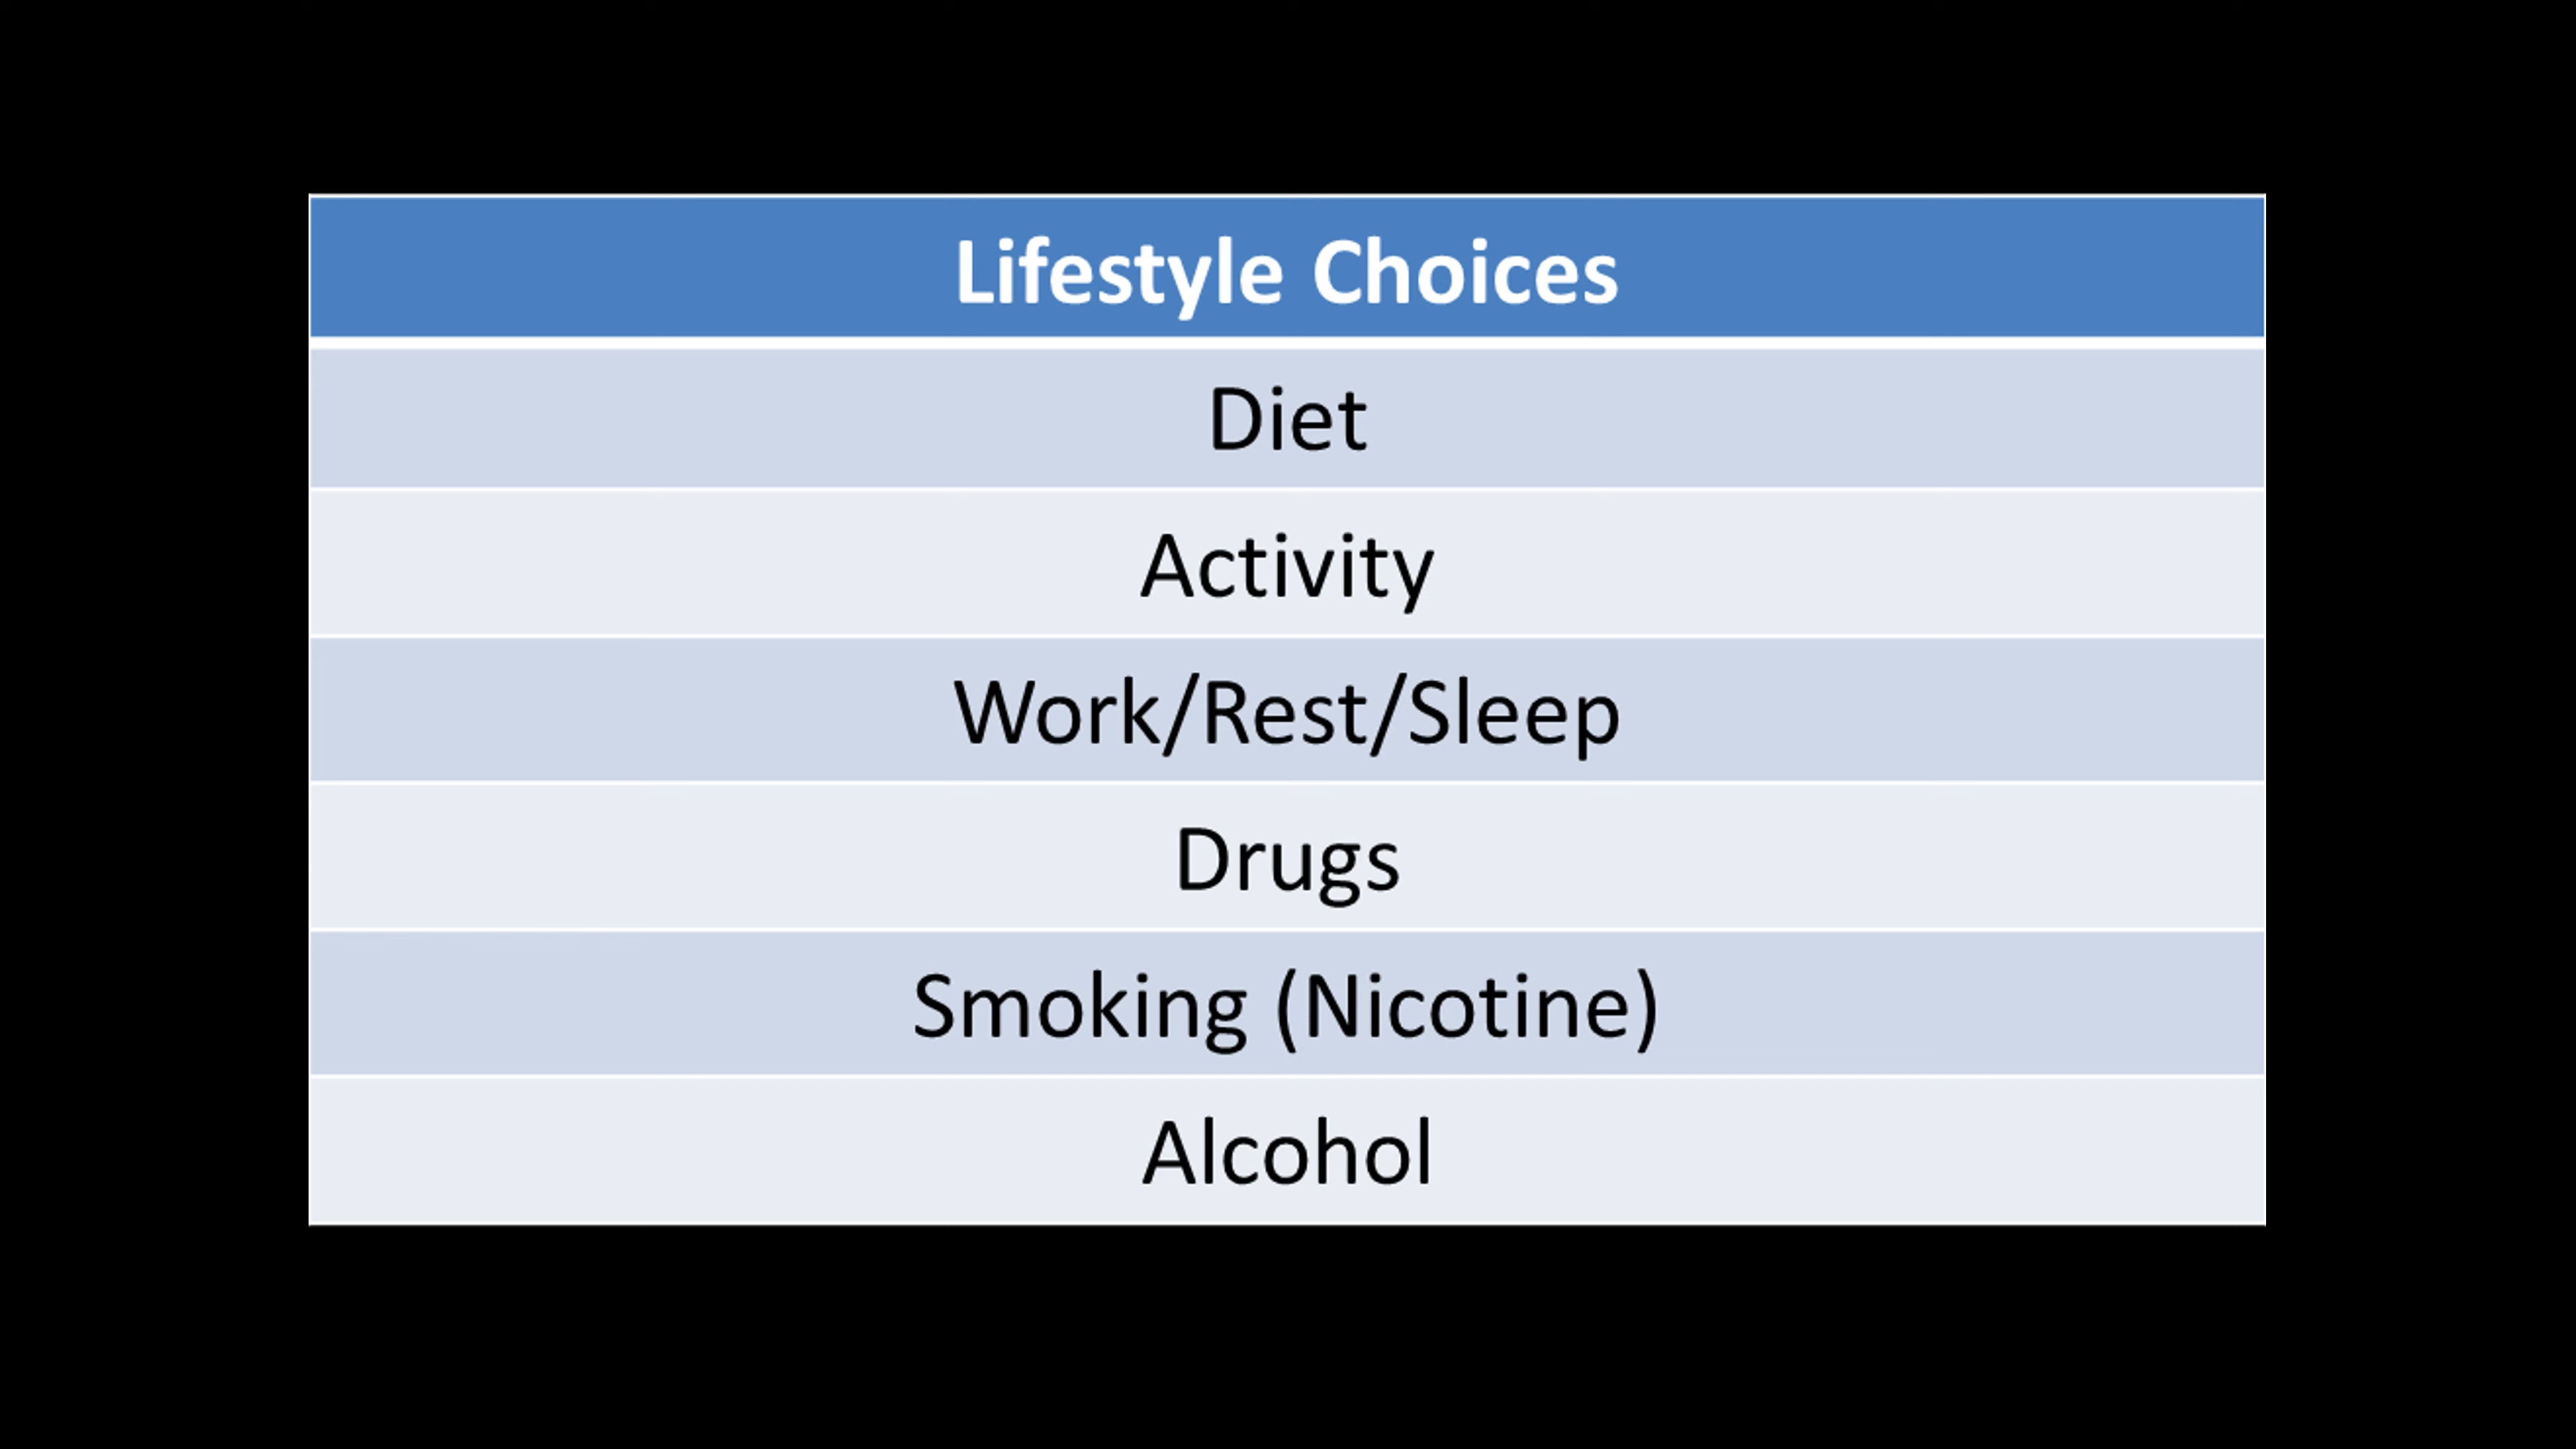 Lifestyle Choices
Diet
Activity
Work/Rest/Sleep
Drugs
Smoking (Nicotine)
Alcohol